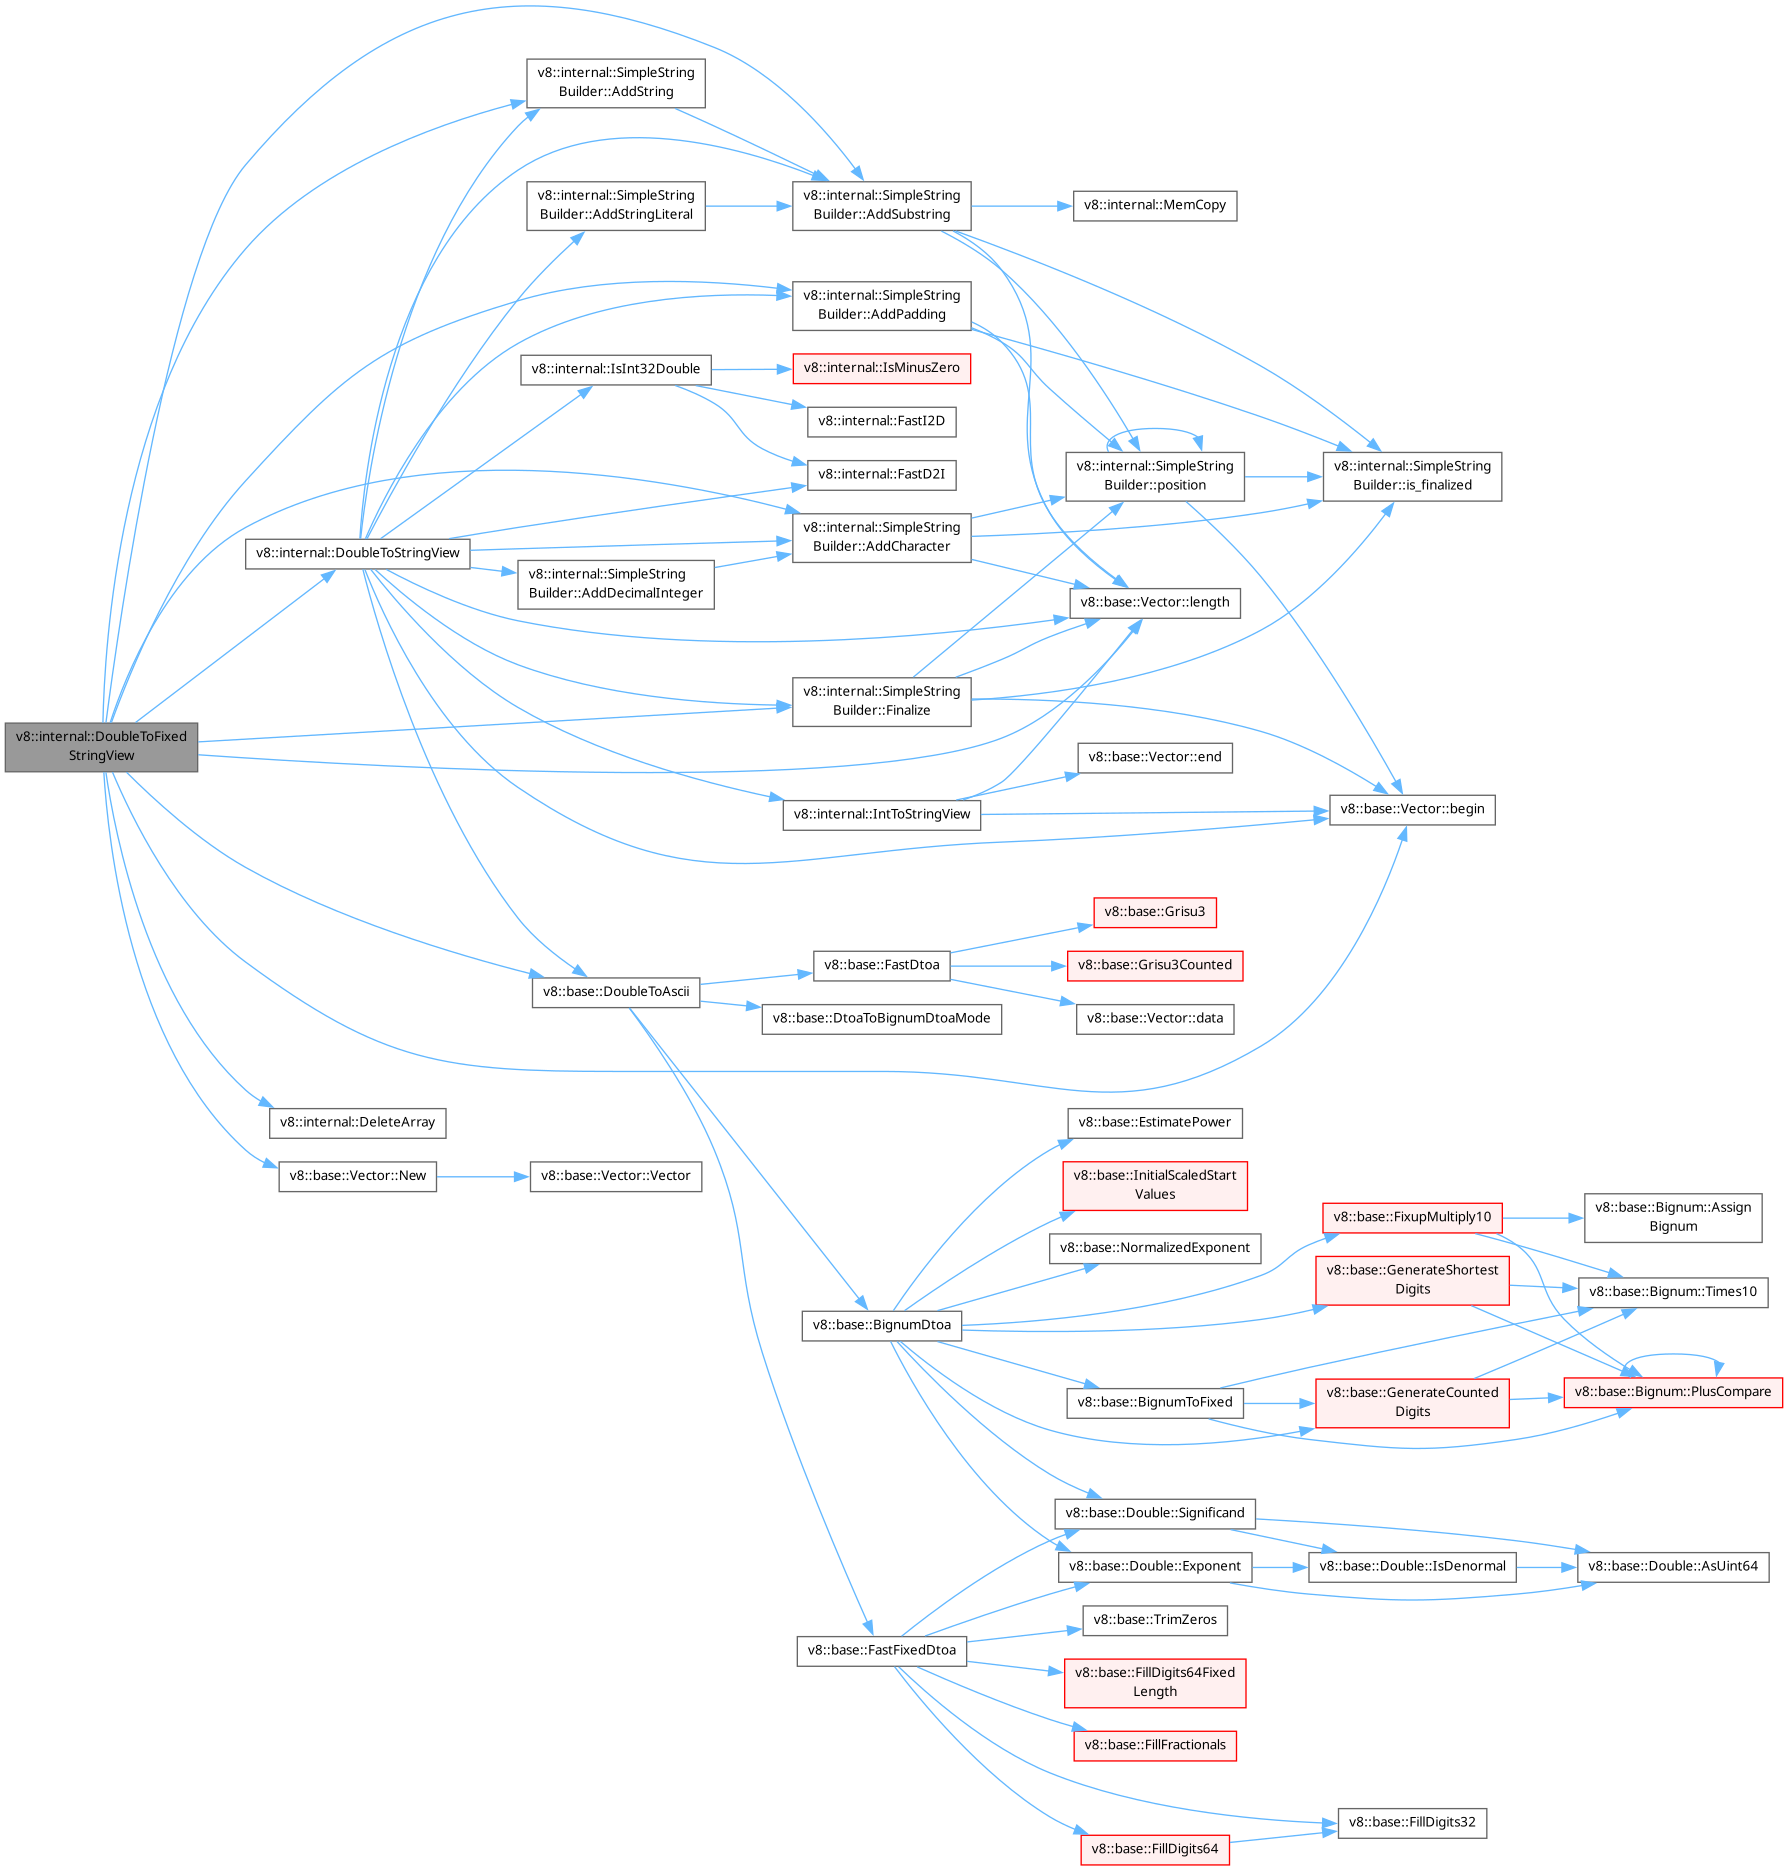 v8::internal::SimpleString
Builder::AddString
v8::internal::SimpleString
Builder::AddStringLiteral
v8::internal::SimpleString
Builder::AddSubstring
v8::internal::MemCopy
v8::internal::SimpleString
Builder::AddPadding
v8::internal::IsInt32Double
v8::internal::IsMinusZero
v8::internal::FastI2D
v8::internal::FastD2I
v8::internal::SimpleString
Builder::position
v8::internal::SimpleString
Builder::is_finalized
v8::internal::DoubleToStringView
v8::internal::SimpleString
Builder::AddCharacter
v8::internal::SimpleString
Builder::AddDecimalInteger
v8::base::Vector::length
v8::internal::SimpleString
Builder::Finalize
v8::internal::DoubleToFixed
StringView
v8::base::Vector::end
v8::internal::IntToStringView
v8::base::Vector::begin
v8::base::Grisu3
v8::base::FastDtoa
v8::base::Grisu3Counted
v8::base::DoubleToAscii
v8::base::DtoaToBignumDtoaMode
v8::base::Vector::data
v8::internal::DeleteArray
v8::base::EstimatePower
v8::base::Vector::New
v8::base::Vector::Vector
v8::base::InitialScaledStart
Values
v8::base::FixupMultiply10
v8::base::Bignum::Assign
Bignum
v8::base::NormalizedExponent
v8::base::GenerateShortest
Digits
v8::base::Bignum::Times10
v8::base::BignumDtoa
v8::base::BignumToFixed
v8::base::GenerateCounted
Digits
v8::base::Bignum::PlusCompare
v8::base::Double::Significand
v8::base::Double::Exponent
v8::base::Double::IsDenormal
v8::base::Double::AsUint64
v8::base::TrimZeros
v8::base::FastFixedDtoa
v8::base::FillDigits64Fixed
Length
v8::base::FillFractionals
v8::base::FillDigits32
v8::base::FillDigits64